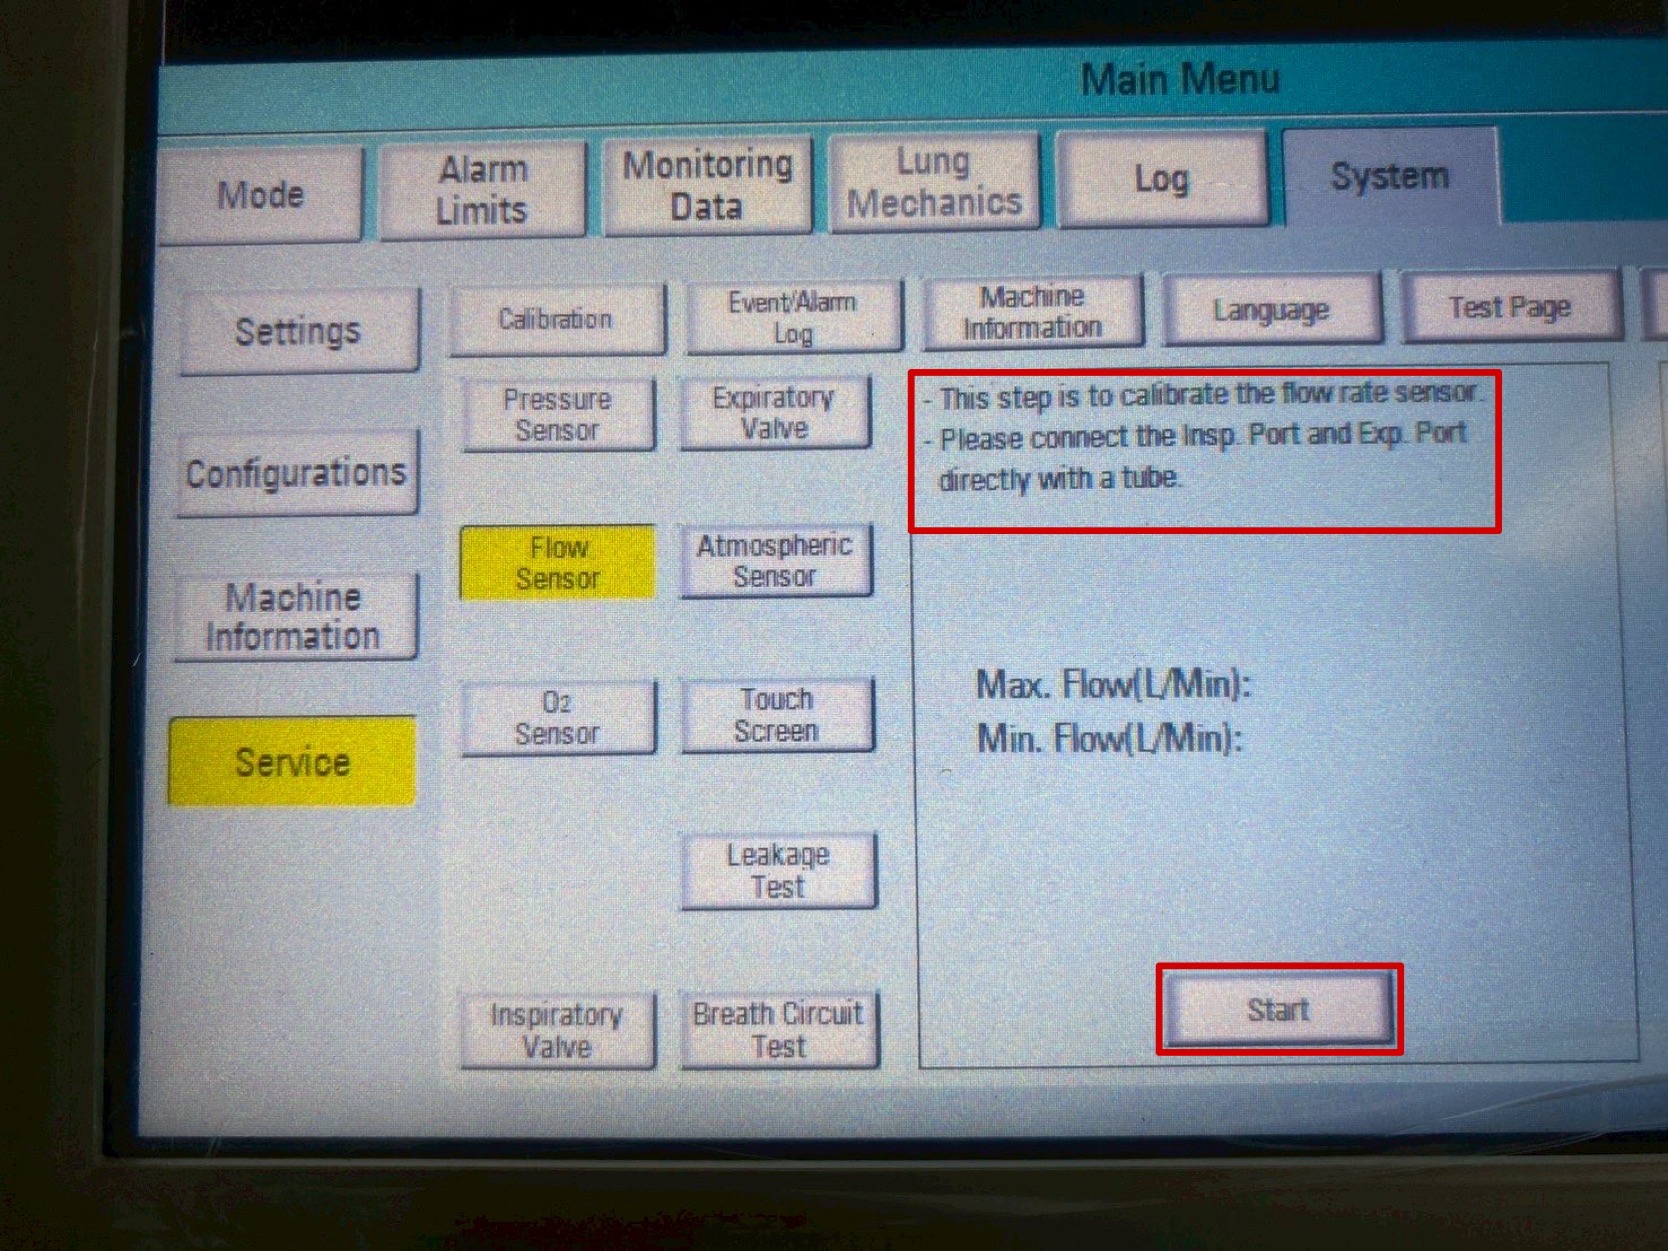 Main Menu
Mode
Alarm
Limits
Monitoring
Data
Lung
Mechanics
Log
System
Settings
Configurations
Machine
Information
Service
Calibration
Event/Alarm
Log
Machine
Information
Language
Test Page
Pressure
Sensor
Expiratory
Valve
Flow
Sensor
Atmospheric
Sensor
O2
Sensor
Touch
Screen
Leakage
Test
Inspiratory
Valve
Breath Circuit
Test
- This step is to calibrate the flow rate sensor.
- Please connect the Insp. Port and Exp. Port
directly with a tube.
Max. Flow(L/Min):
Min. Flow(L/Min):
Start